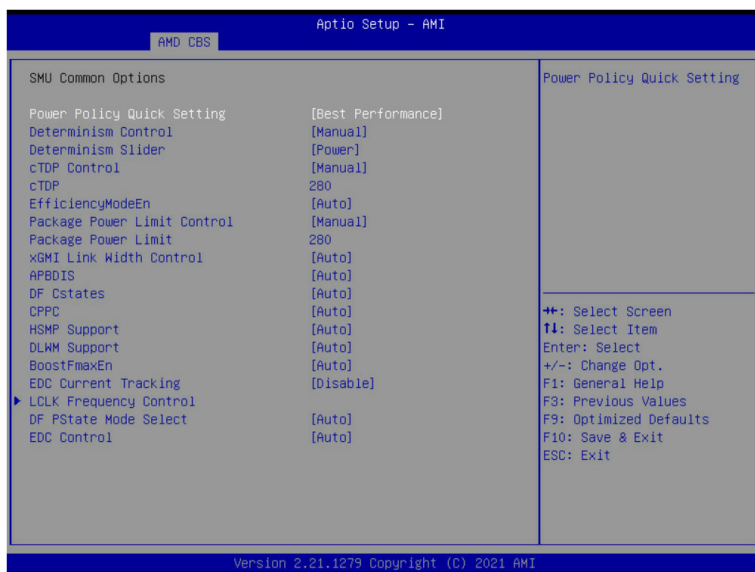 Aptio Setup - AMI
AMD CBS
SMU Common Options
Power Policy Quick Setting [Best Performance]
Determinism Control [Manual]
Determinism Slider [Power]
cTDP Control [Manual]
cTDP 280
EfficiencyModeEn [Auto]
Package Power Limit Control [Manual]
Package Power Limit 280
xGMI Link Width Control [Auto]
APBDIS [Auto]
DF Cstates [Auto]
CPPC [Auto]
HSMP Support [Auto]
DLWM Support [Auto]
BoostFmaxEn [Auto]
EDC Current Tracking [Disable]
LCLK Frequency Control
DF PState Mode Select [Auto]
EDC Control [Auto]
Power Policy Quick Setting
→←: Select Screen
↑↓: Select Item
Enter: Select
+/-: Change Opt.
F1: General Help
F3: Previous Values
F9: Optimized Defaults
F10: Save & Exit
ESC: Exit
Version 2.21.1279 Copyright (C) 2021 AMI